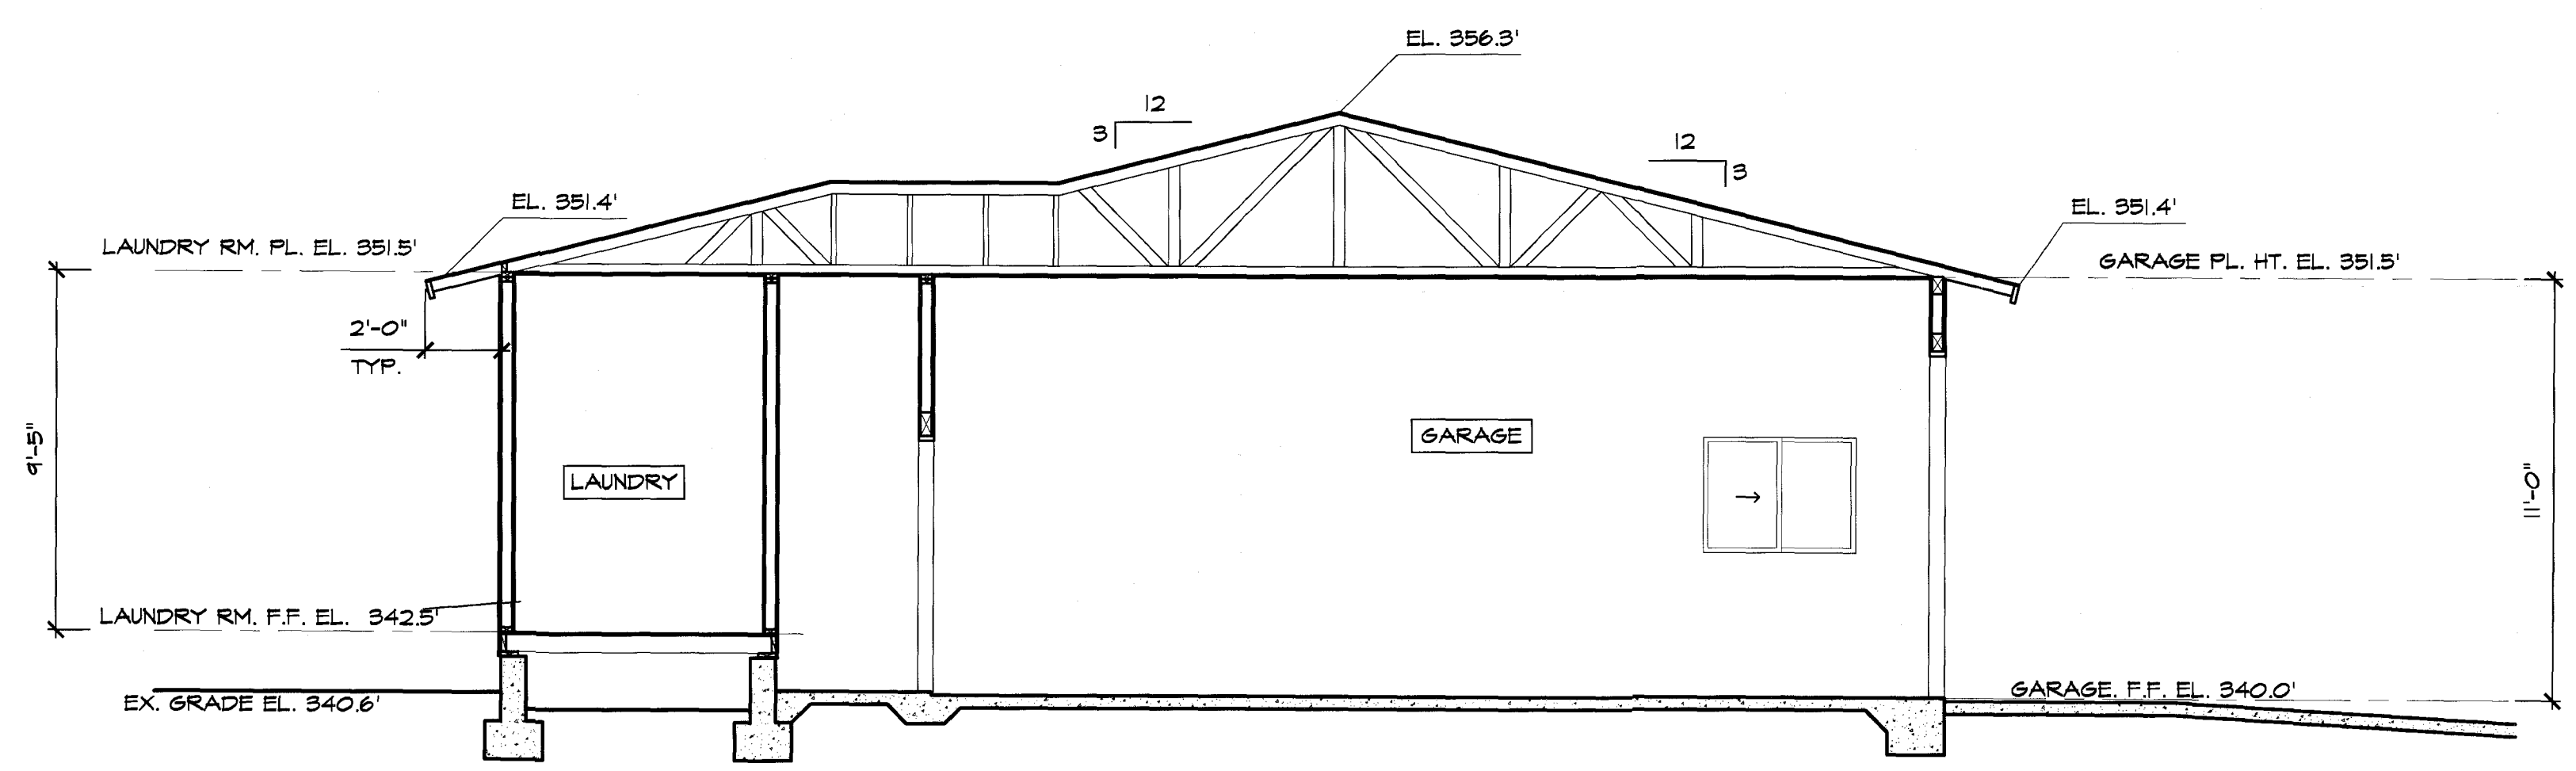 EL. 356.3'
12
3
12
3
EL. 351.4'
EL. 351.4'
LAUNDRY RM. PL. EL. 351.5'
GARAGE PL. HT. EL. 351.5'
2'-0"
TYP.
9'-5"
GARAGE
LAUNDRY
11'-0"
LAUNDRY RM. F.F. EL. 342.5'
EX. GRADE EL. 340.6'
GARAGE. F.F. EL. 340.0'